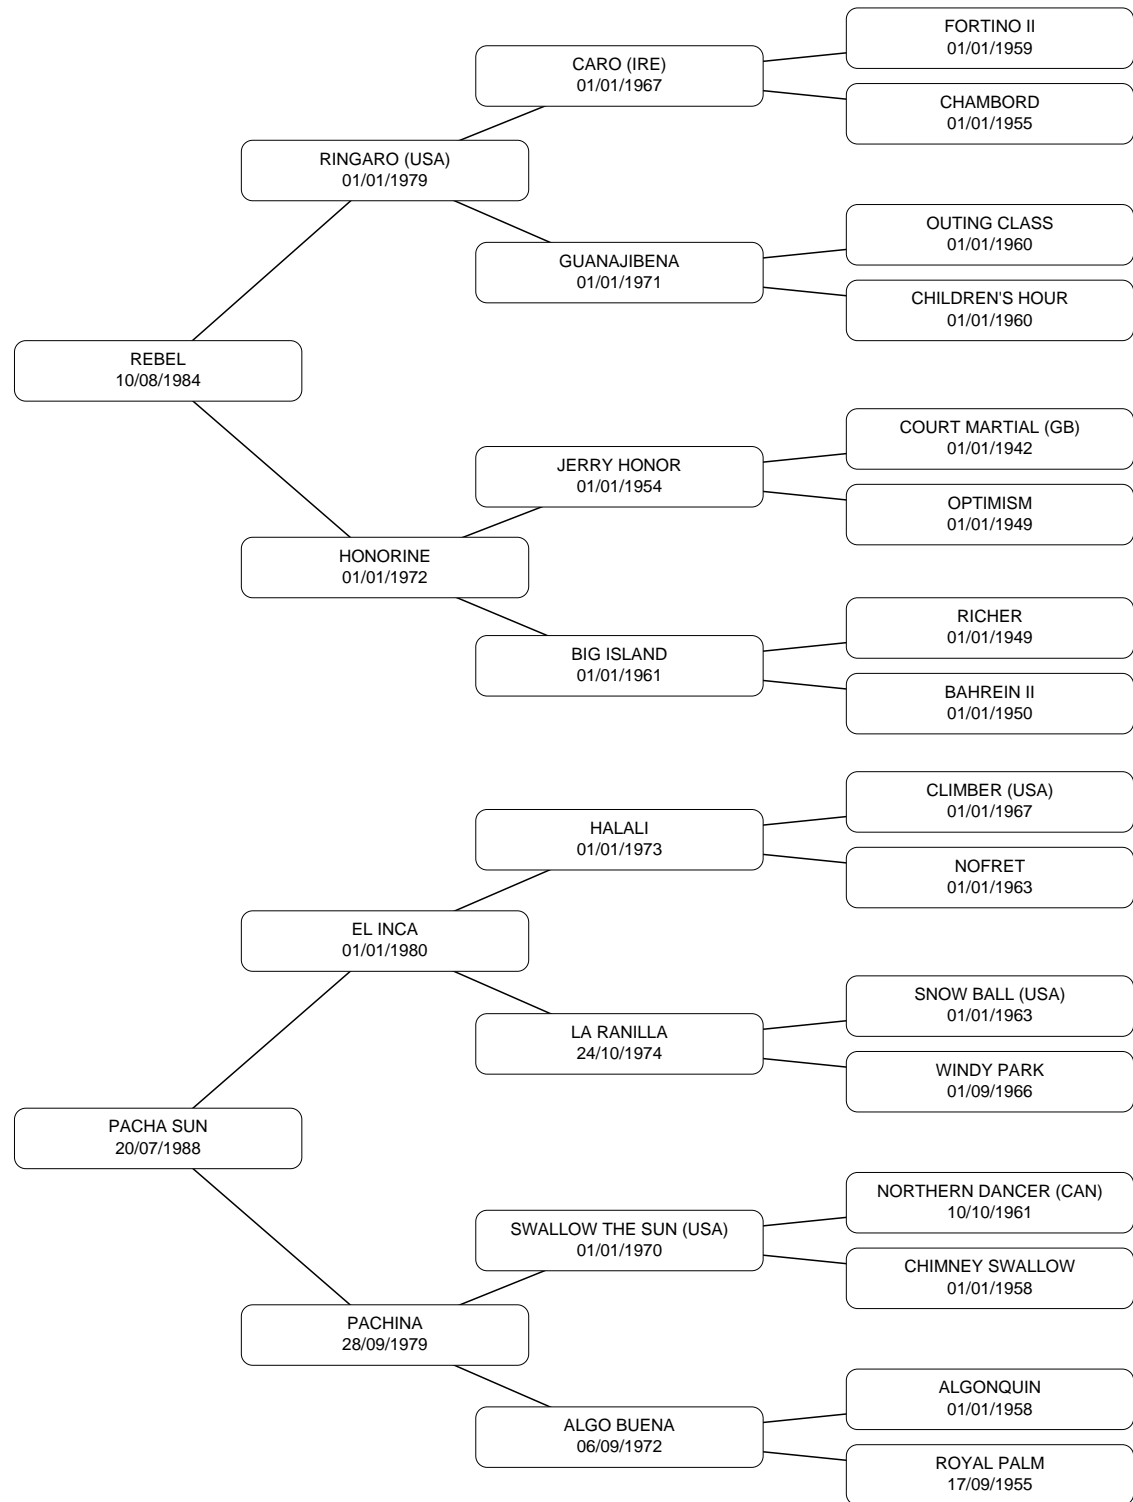 FORTINO II
01/01/1959
CARO (IRE)
01/01/1967
CHAMBORD
01/01/1955
RINGARO (USA)
01/01/1979
OUTING CLASS
01/01/1960
GUANAJIBENA
01/01/1971
CHILDREN'S HOUR
01/01/1960
REBEL
10/08/1984
COURT MARTIAL (GB)
01/01/1942
JERRY HONOR
01/01/1954
OPTIMISM
01/01/1949
HONORINE
01/01/1972
RICHER
01/01/1949
BIG ISLAND
01/01/1961
BAHREIN II
01/01/1950
CLIMBER (USA)
01/01/1967
HALALI
01/01/1973
NOFRET
01/01/1963
EL INCA
01/01/1980
SNOW BALL (USA)
01/01/1963
LA RANILLA
24/10/1974
WINDY PARK
01/09/1966
PACHA SUN
20/07/1988
NORTHERN DANCER (CAN)
10/10/1961
SWALLOW THE SUN (USA)
01/01/1970
CHIMNEY SWALLOW
01/01/1958
PACHINA
28/09/1979
ALGONQUIN
01/01/1958
ALGO BUENA
06/09/1972
ROYAL PALM
17/09/1955